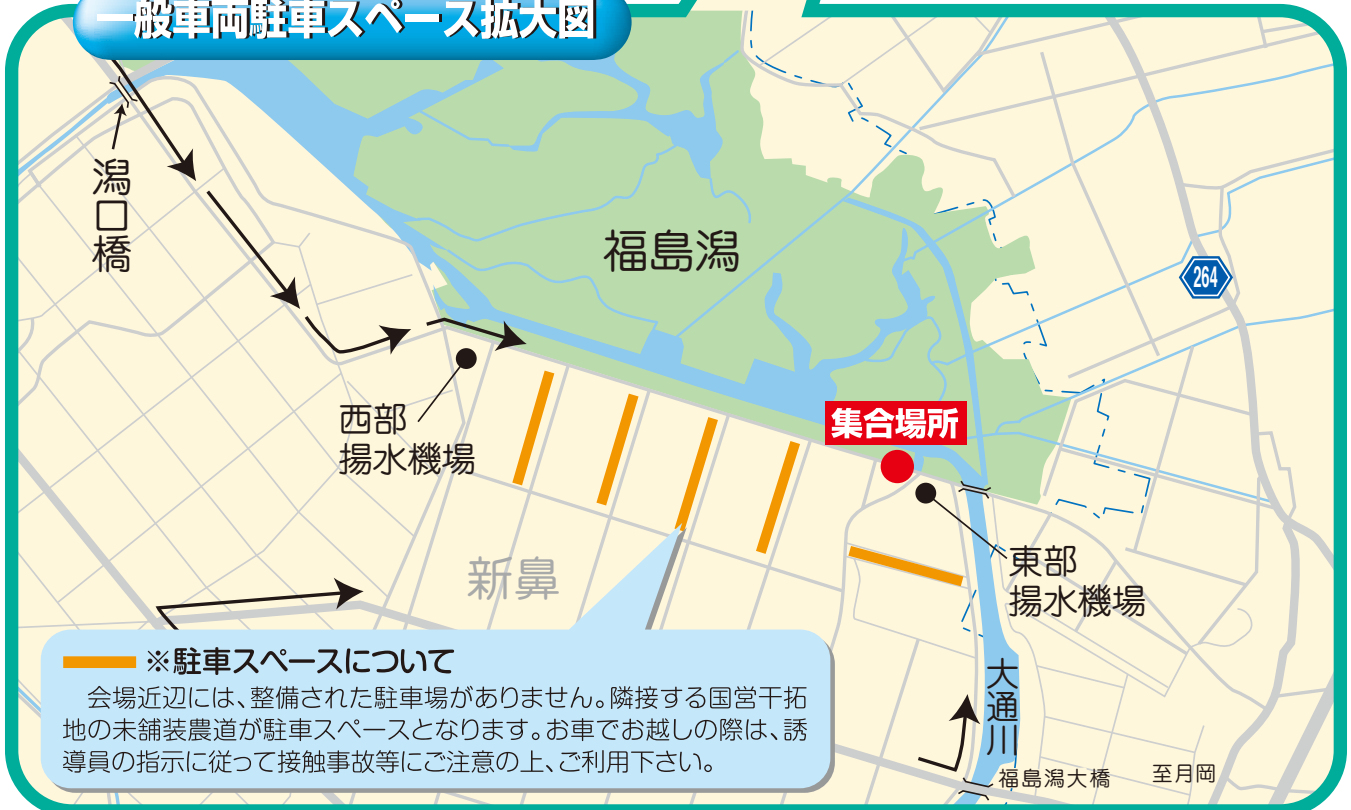 一般車両駐車スペース拡大図
潟口橋
福島潟
264
西部
揚水機場
集合場所
新鼻
東部
揚水機場
※駐車スペースについて
会場近辺には、整備された駐車場がありません。隣接する国営干拓
地の未舗装農道が駐車スペースとなります。お車でお越しの際は、誘
導員の指示に従って接触事故等にご注意の上、ご利用下さい。
大通川
福島潟大橋
至月岡